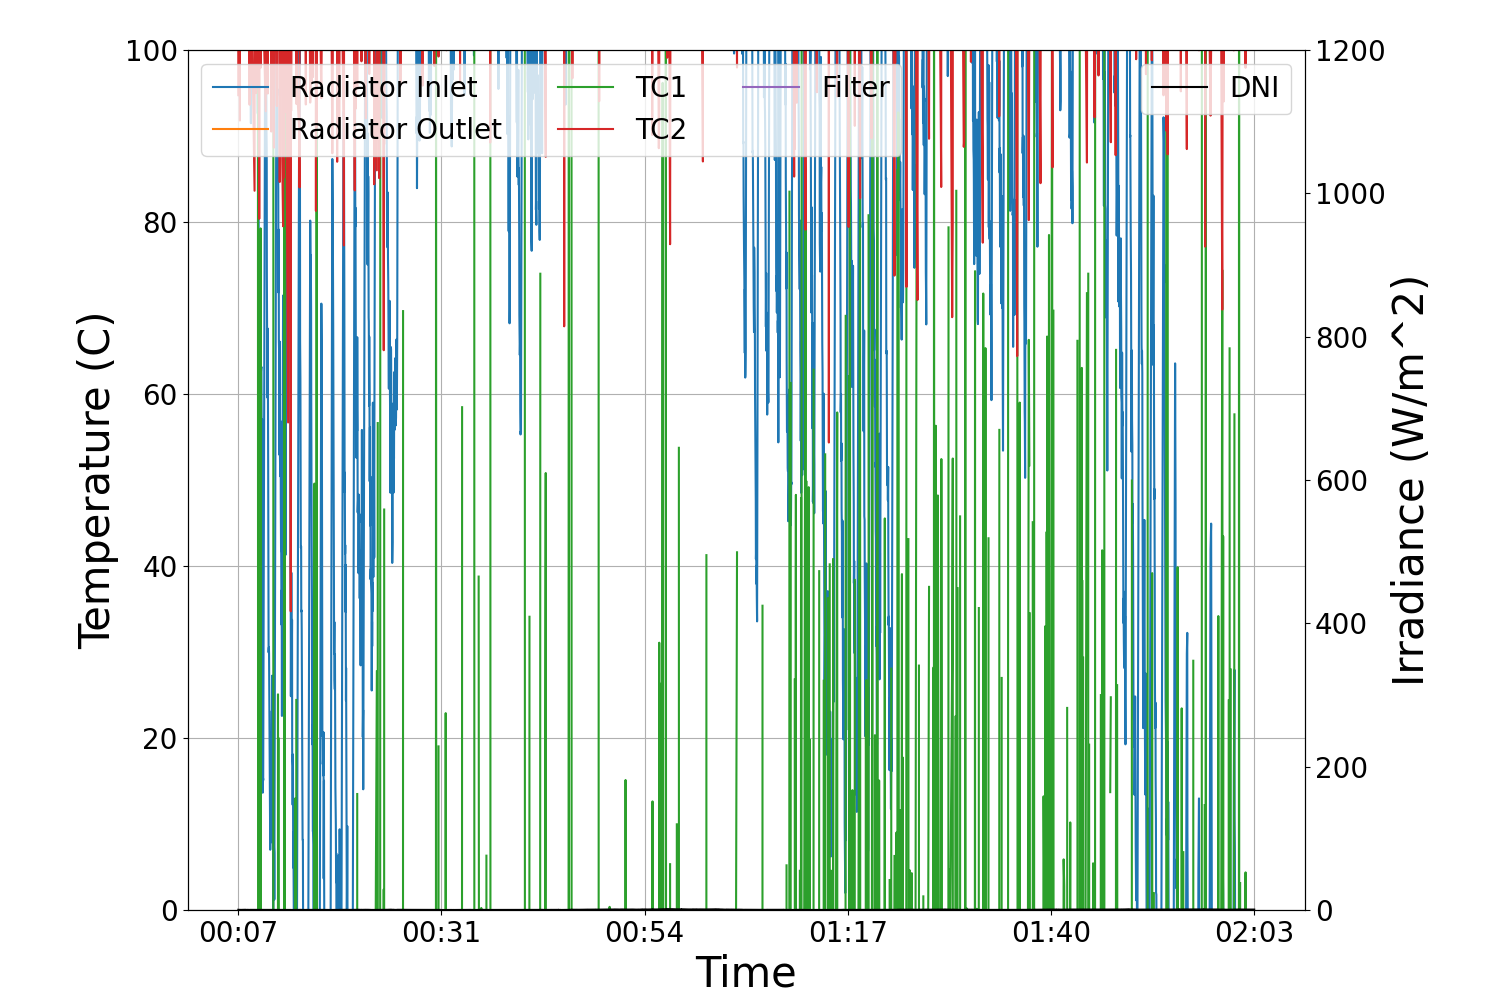 100
80
60
40
20
0
Temperature (C)
Radiator Inlet
Radiator Outlet
TC1
TC2
Filter
DNI
1200
1000
800
600
400
200
0
Irradiance (W/m^2)
00:07 00:31 00:54 01:17 01:40 02:03
Time